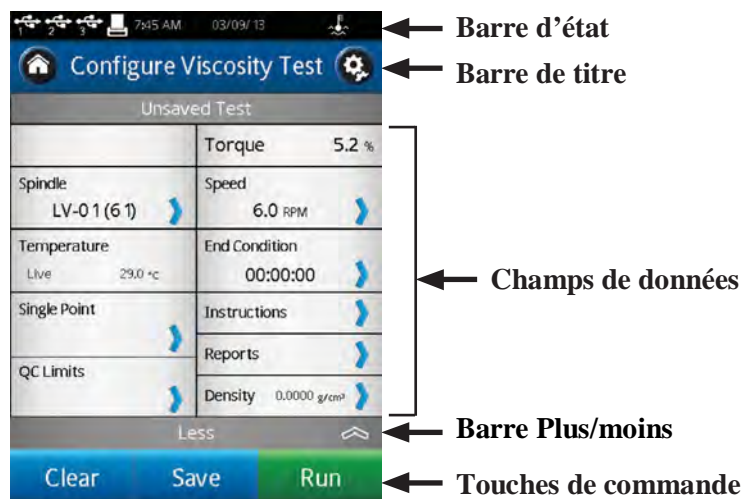 1 2 3 7:45 AM 03/09/13
Barre d’état
Configure Viscosity Test
Barre de titre
Unsaved Test
Torque 5.2 %
Spindle
LV-01(61)
Speed
6.0 RPM
Temperature
Live 29.0 °C
End Condition
00:00:00
Champs de données
Single Point
Instructions
Reports
QC Limits
Density 0.0000 g/cm³
Less
Barre Plus/moins
Clear Save Run
Touches de commande